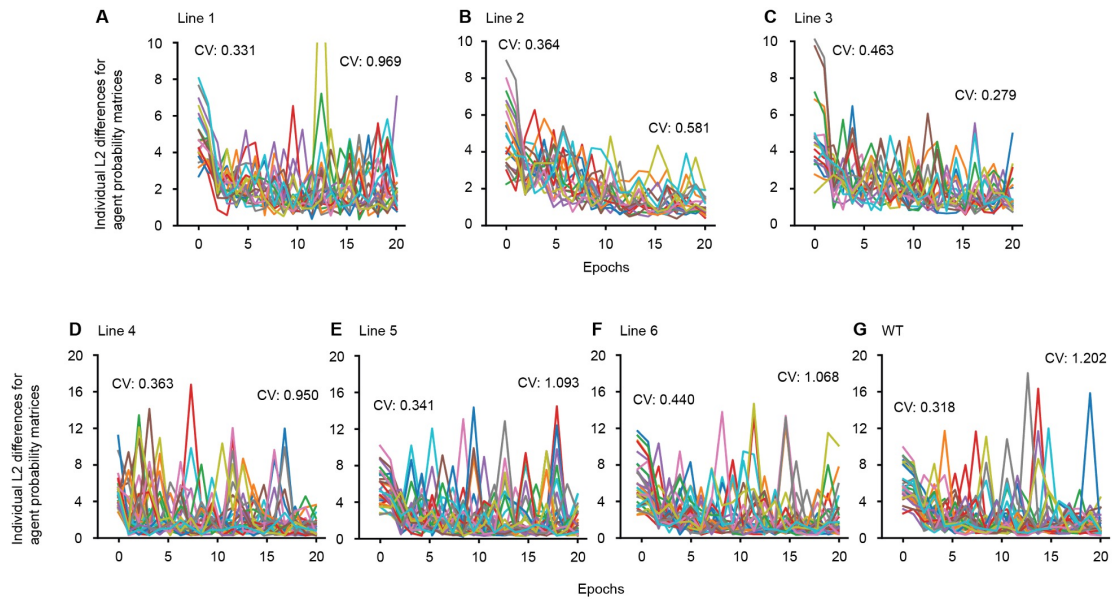 A Line 1
B Line 2
C Line 3
Individual L2 differences for
agent probability matrices
10
8
6
4
2
0
CV: 0.331
CV: 0.969
0 5 10 15 20
10
8
6
4
2
0
CV: 0.364
CV: 0.581
0 5 10 15 20
10
8
6
4
2
0
CV: 0.463
CV: 0.279
0 5 10 15 20
Epochs
D Line 4
E Line 5
F Line 6
G WT
Individual L2 differences for
agent probability matrices
20
16
12
8
4
0
CV: 0.363
CV: 0.950
0 5 10 15 20
20
16
12
8
4
0
CV: 0.341
CV: 1.093
0 5 10 15 20
20
16
12
8
4
0
CV: 0.440
CV: 1.068
0 5 10 15 20
20
16
12
8
4
0
CV: 0.318
CV: 1.202
0 5 10 15 20
Epochs